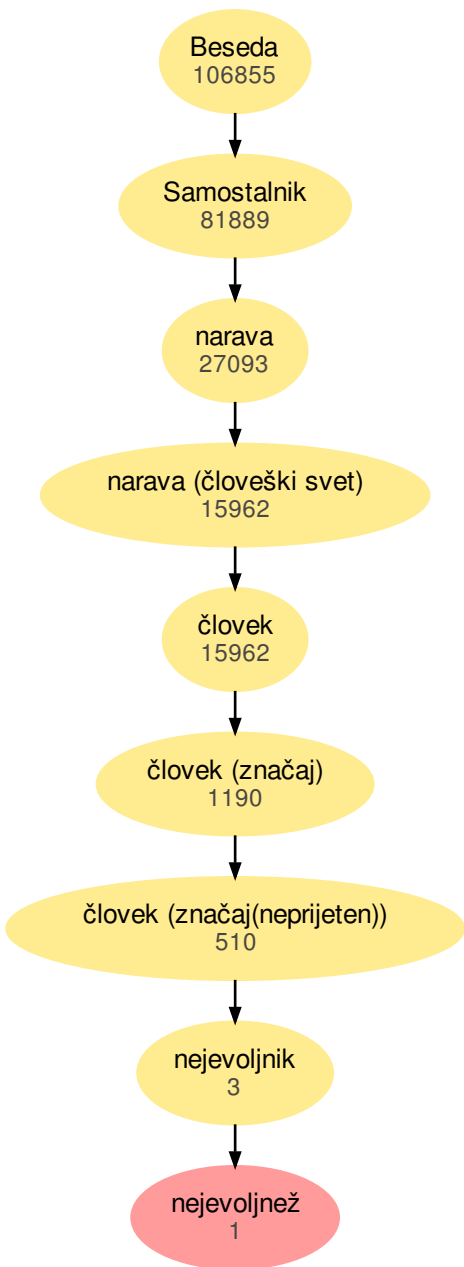 Beseda
106855
Samostalnik
81889
narava
27093
narava (človeški svet)
15962
človek
15962
človek (značaj)
1190
človek (značaj(neprijeten))
510
nejevoljnik
3
nejevoljnež
1